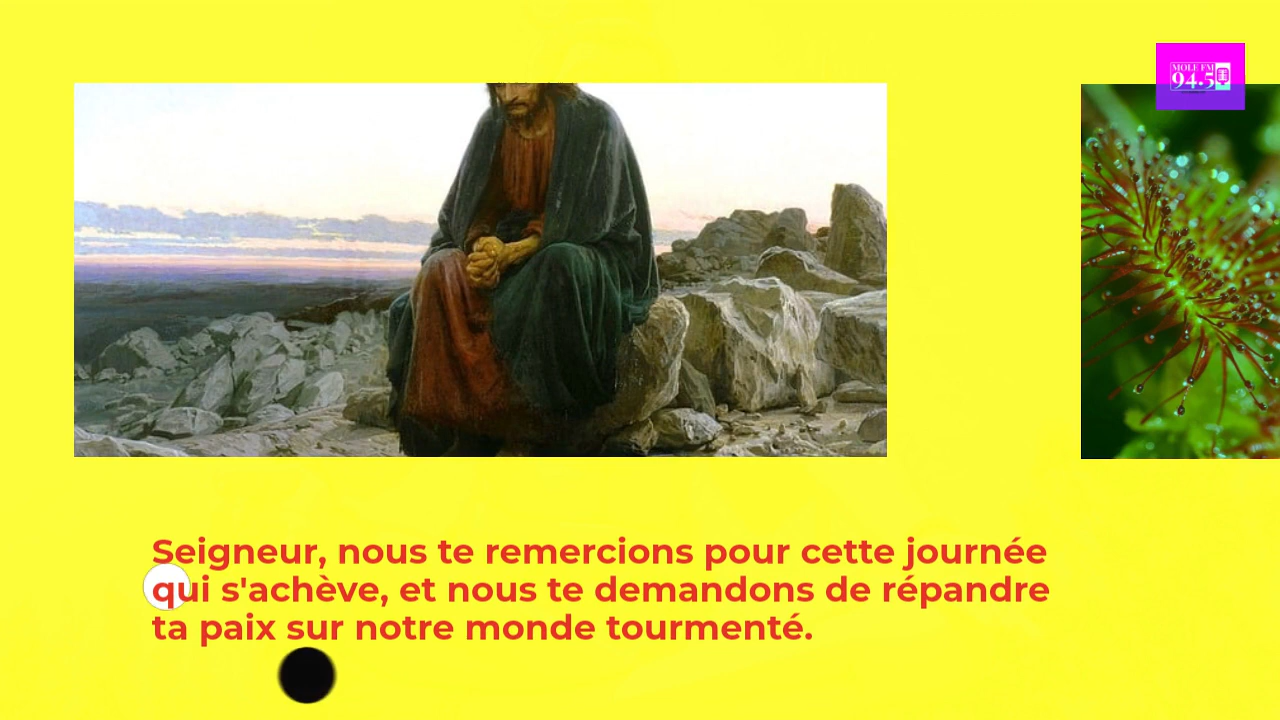 MOLE FM
94.5
Seigneur, nous te remercions pour cette journée
qui s'achève, et nous te demandons de répandre
ta paix sur notre monde tourmenté.